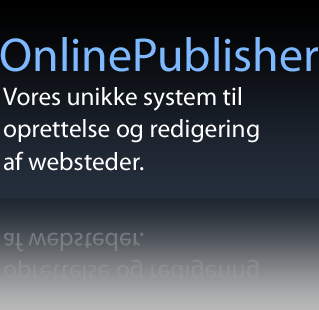 OnlinePublisher
Vores unikke system til
oprettelse og redigering
af websteder.